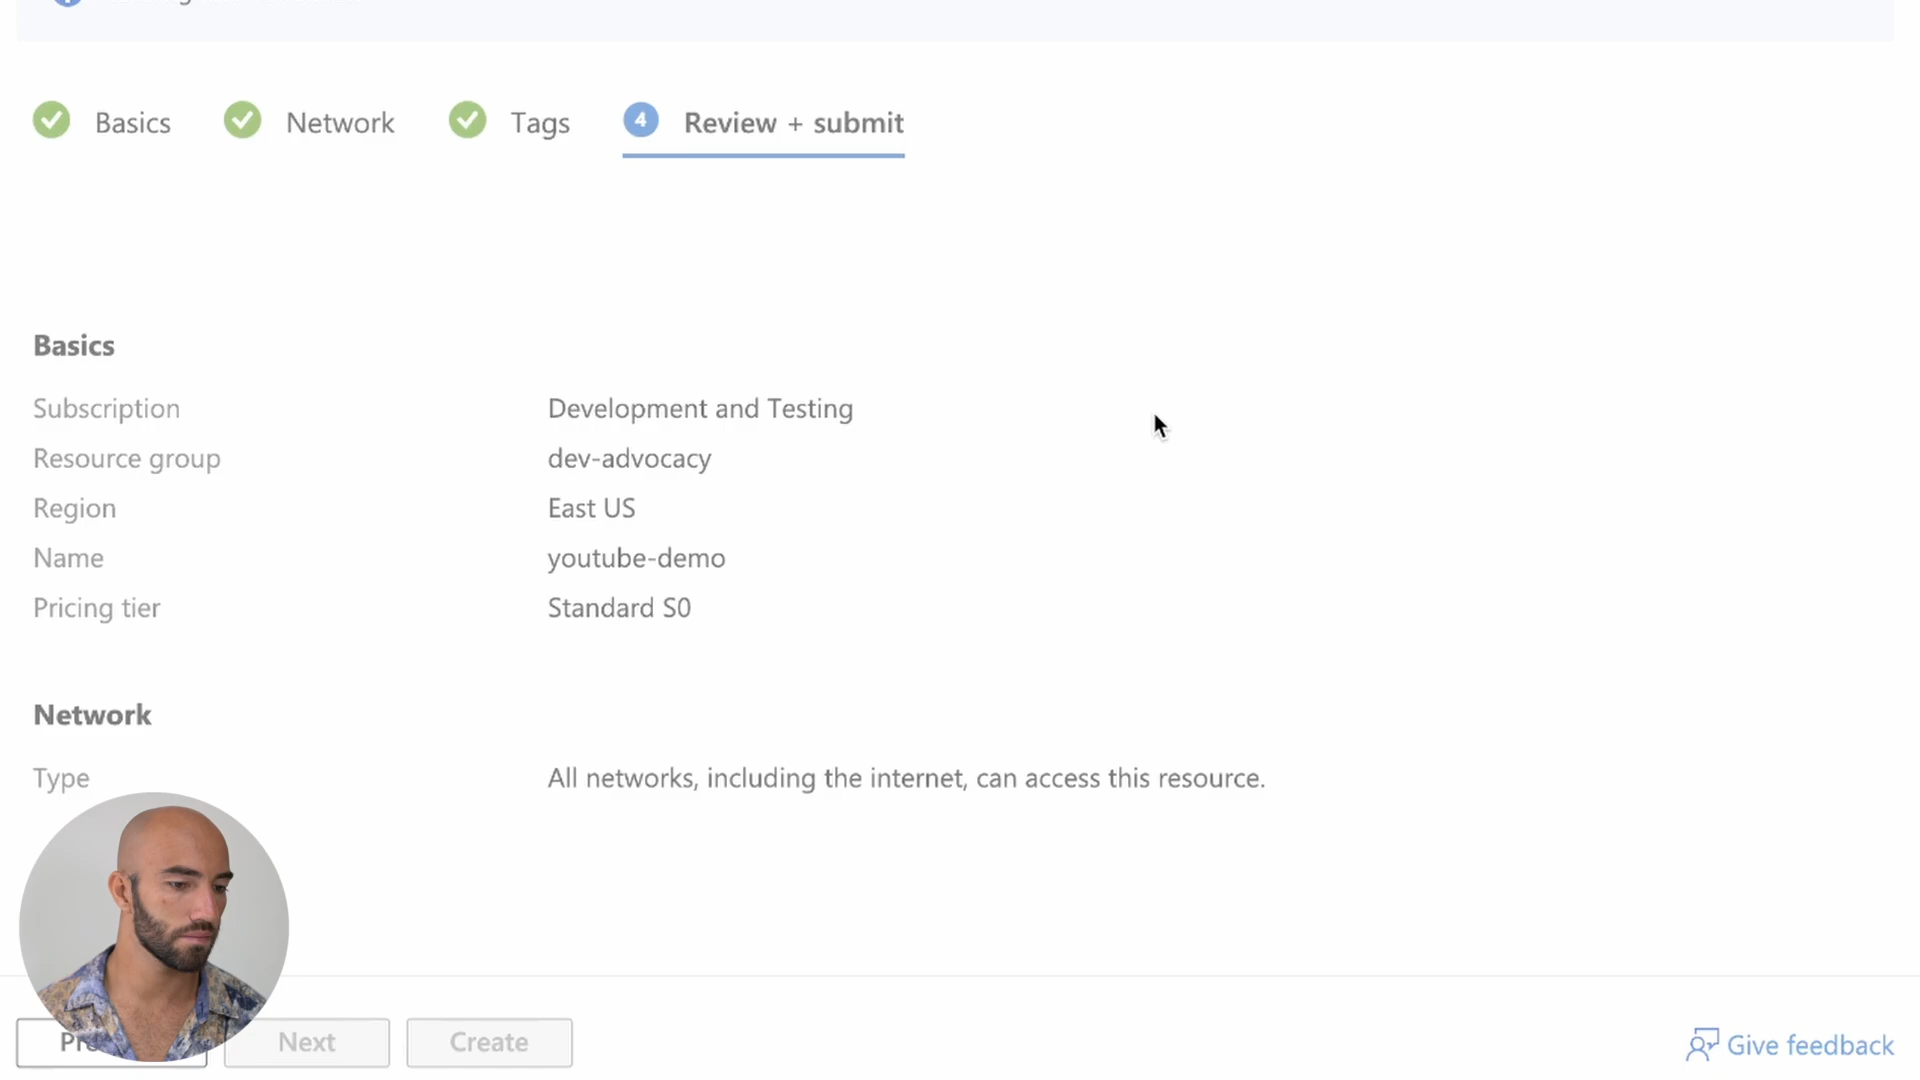 Basics
Network
Tags
4
Review + submit
Basics
Subscription
Development and Testing
Resource group
dev-advocacy
Region
East US
Name
youtube-demo
Pricing tier
Standard S0
Network
Type
All networks, including the internet, can access this resource.
Next
Create
Give feedback